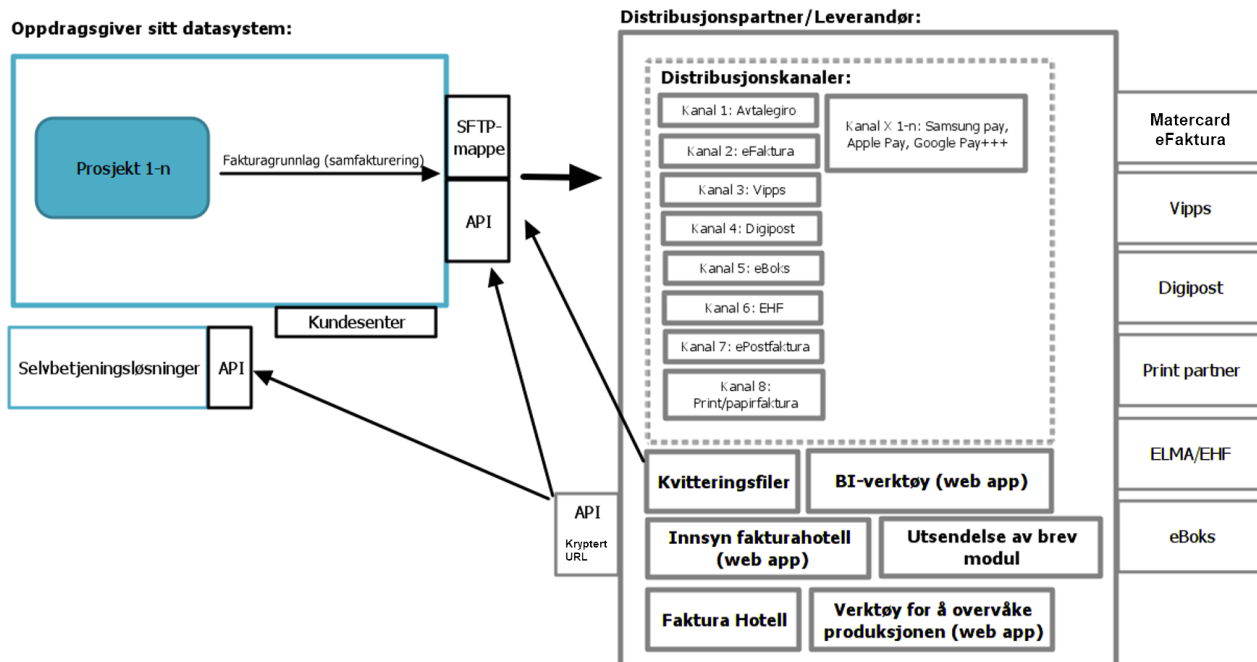 Oppdragsgiver sitt datasystem:
Prosjekt 1-n
Fakturagrunnlag (samfakturering)
SFTP-
mappe
API
Kundesenter
Selvbetjeningsløsninger
API
Distribusjonspartner/Leverandør:
Distribusjonskanaler:
Kanal 1: Avtalegiro
Kanal 2: eFaktura
Kanal 3: Vipps
Kanal 4: Digipost
Kanal 5: eBoks
Kanal 6: EHF
Kanal 7: ePostfaktura
Kanal 8:
Print/papirfaktura
Kanal X 1-n: Samsung pay,
Apple Pay, Google Pay+++
Kvitteringsfiler
BI-verktøy (web app)
API
Kryptert
URL
Innsyn fakturahotell
(web app)
Utsendelse av brev
modul
Faktura Hotell
Verktøy for å overvåke
produksjonen (web app)
Matercard
eFaktura
Vipps
Digipost
Print partner
ELMA/EHF
eBoks